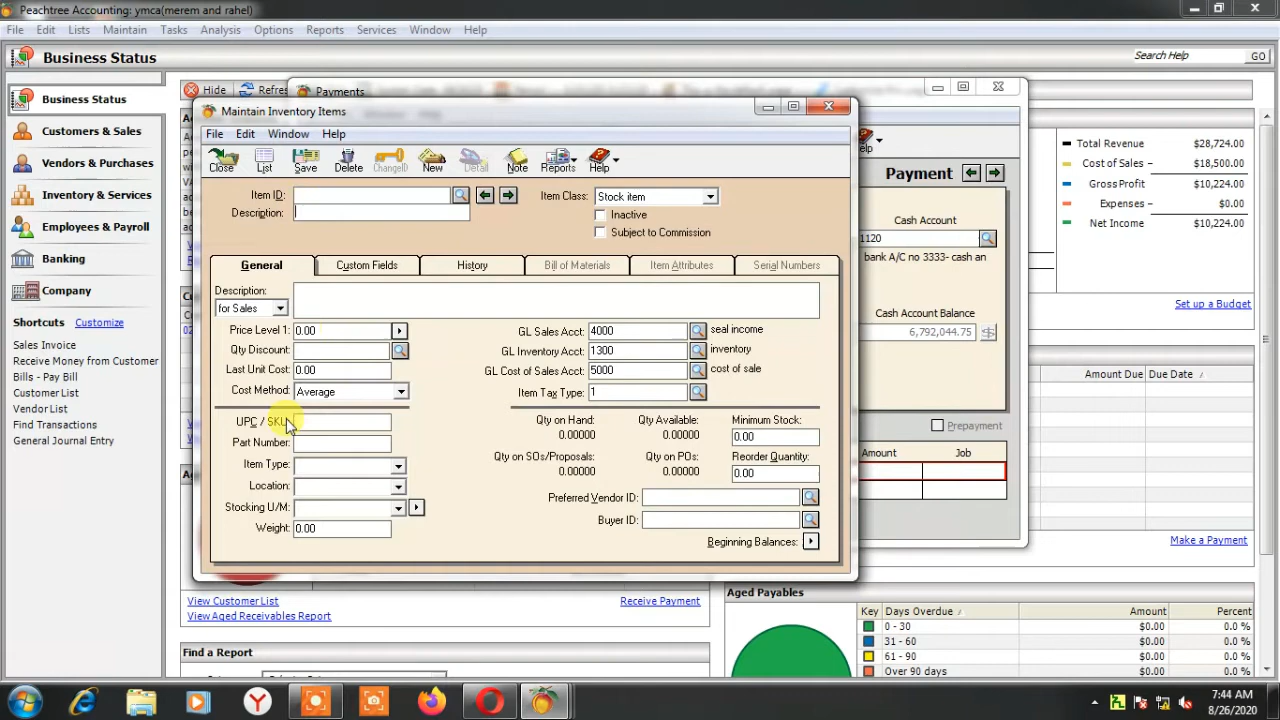 Peachtree Accounting: ymca(merem and rahel)
File Edit Lists Maintain Tasks Analysis Options Reports Services Window Help
Business Status
Search Help GO
Business Status
Customers & Sales
Vendors & Purchases
Inventory & Services
Employees & Payroll
Banking
Company
Shortcuts Customize
Sales Invoice
Receive Money from Customer
Bills - Pay Bill
Customer List
Vendor List
Find Transactions
General Journal Entry
Hide Refres
Payments
Maintain Inventory Items
File Edit Window Help
Close List Save Delete ChangeID New Detail Note Reports Help
Item ID: Item Class: Stock item
Description: Inactive
Subject to Commission
General Custom Fields History Bill of Materials Item Attributes Serial Numbers
Description:
for Sales
Price Level 1: 0.00 GL Sales Acct: 4000 seal income
Qty Discount: GL Inventory Acct: 1300 inventory
Last Unit Cost: 0.00 GL Cost of Sales Acct: 5000 cost of sale
Cost Method: Average Item Tax Type: 1
UPC / SKU: Qty on Hand: Qty Available: Minimum Stock:
0.00000 0.00000 0.00
Part Number:
Qty on SOs/Proposals: Qty on POs: Reorder Quantity:
Item Type: 0.00000 0.00000 0.00
Location:
Preferred Vendor ID:
Stocking U/M:
Buyer ID:
Weight: 0.00
Beginning Balances:
Payment
Cash Account
1120
bank A/C no 3333- cash an
Cash Account Balance
6,792,044.75
Prepayment
Amount Job
Total Revenue $28,724.00
Cost of Sales $18,500.00
Gross Profit $10,224.00
Expenses $0.00
Net Income $10,224.00
Set up a Budget
Amount Due Due Date
Make a Payment
View Customer List Receive Payment
View Aged Receivables Report
Find a Report
Aged Payables
Key Days Overdue Amount Percent
0 - 30 $0.00 0.0 %
31 - 60 $0.00 0.0 %
61 - 90 $0.00 0.0 %
Over 90 days $0.00 0.0 %
7:44 AM
8/26/2020